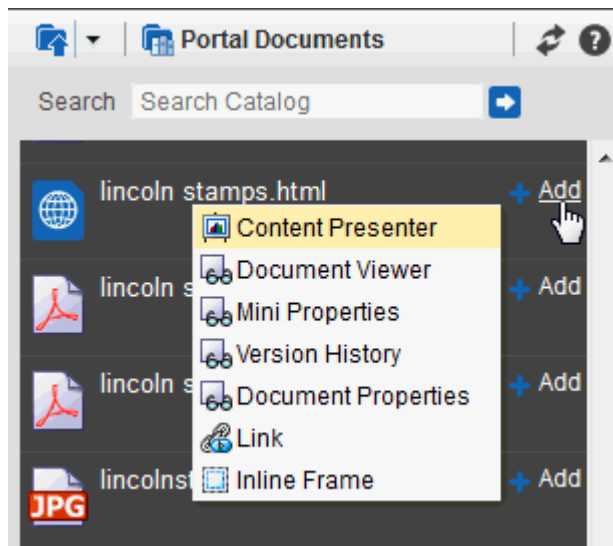 Portal Documents
Search Search Catalog
lincoln stamps.html Add
Content Presenter
Document Viewer
lincoln s Add
Mini Properties
Version History
lincoln s Add
Document Properties
Link
lincolnst Add
Inline Frame
JPG